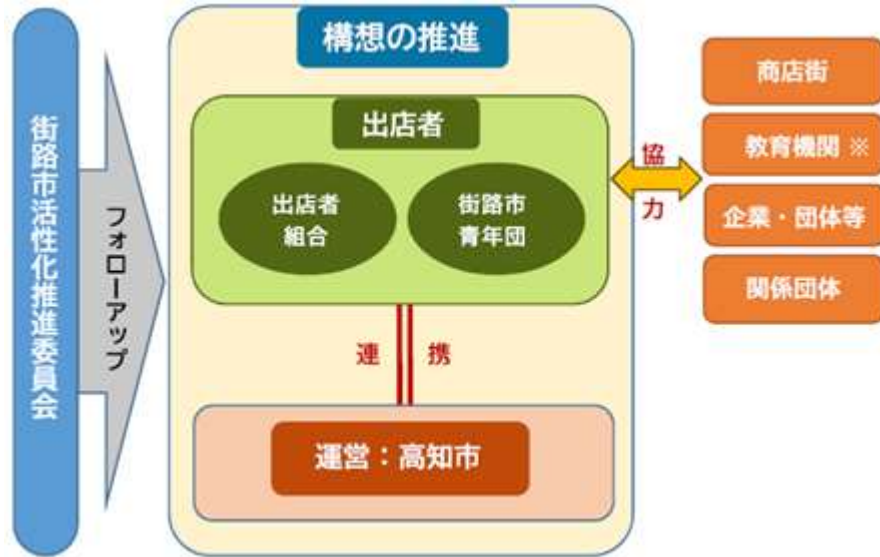 街路市活性化推進委員会
フォローアップ
構想の推進
出店者
出店者
組合
街路市
青年団
連携
運営：高知市
協力
商店街
教育機関 ※
企業・団体等
関係団体